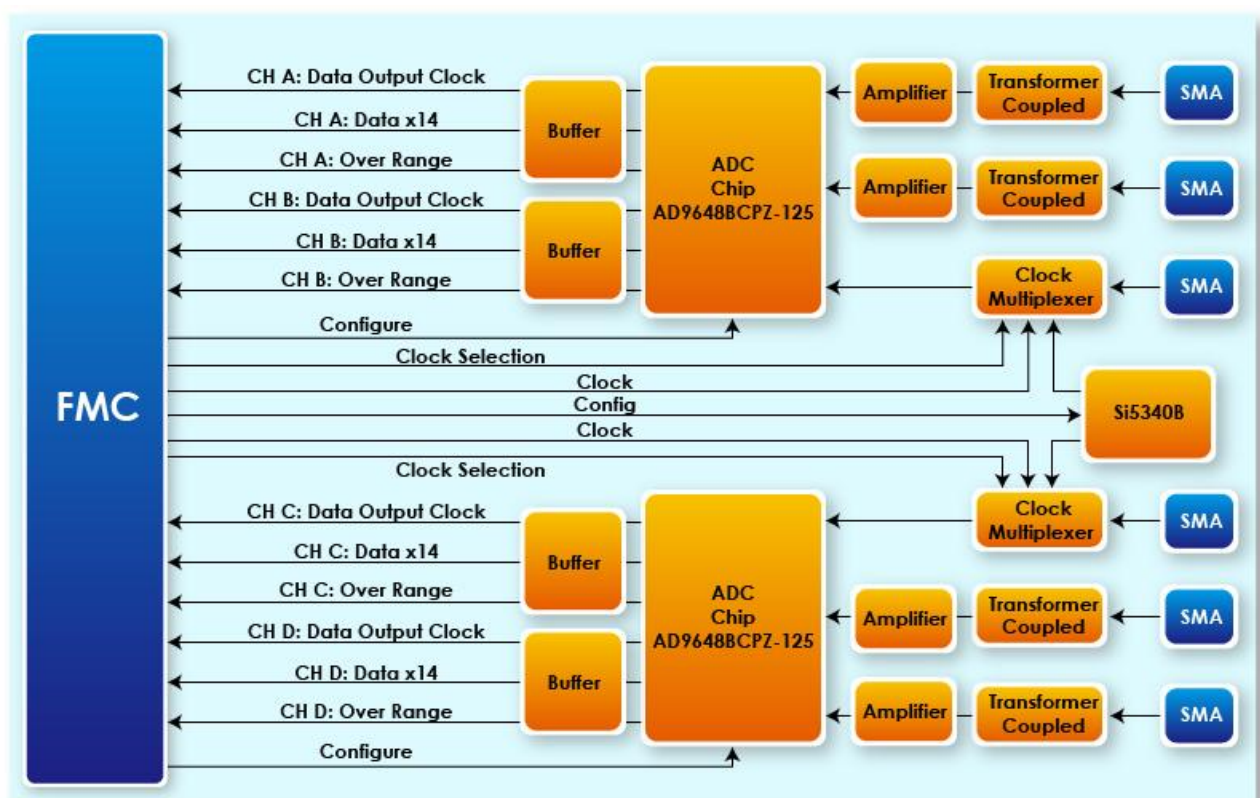 FMC
CH A: Data Output Clock
CH A: Data x14
CH A: Over Range
CH B: Data Output Clock
CH B: Data x14
CH B: Over Range
Configure
Clock Selection
Clock
Config
Clock
Clock Selection
CH C: Data Output Clock
CH C: Data x14
CH C: Over Range
CH D: Data Output Clock
CH D: Data x14
CH D: Over Range
Configure
Buffer
Buffer
Buffer
Buffer
ADC
Chip
AD9648BCPZ-125
ADC
Chip
AD9648BCPZ-125
Amplifier
Transformer
Coupled
SMA
Amplifier
Transformer
Coupled
SMA
Clock
Multiplexer
SMA
Si5340B
Clock
Multiplexer
SMA
Amplifier
Transformer
Coupled
SMA
Amplifier
Transformer
Coupled
SMA